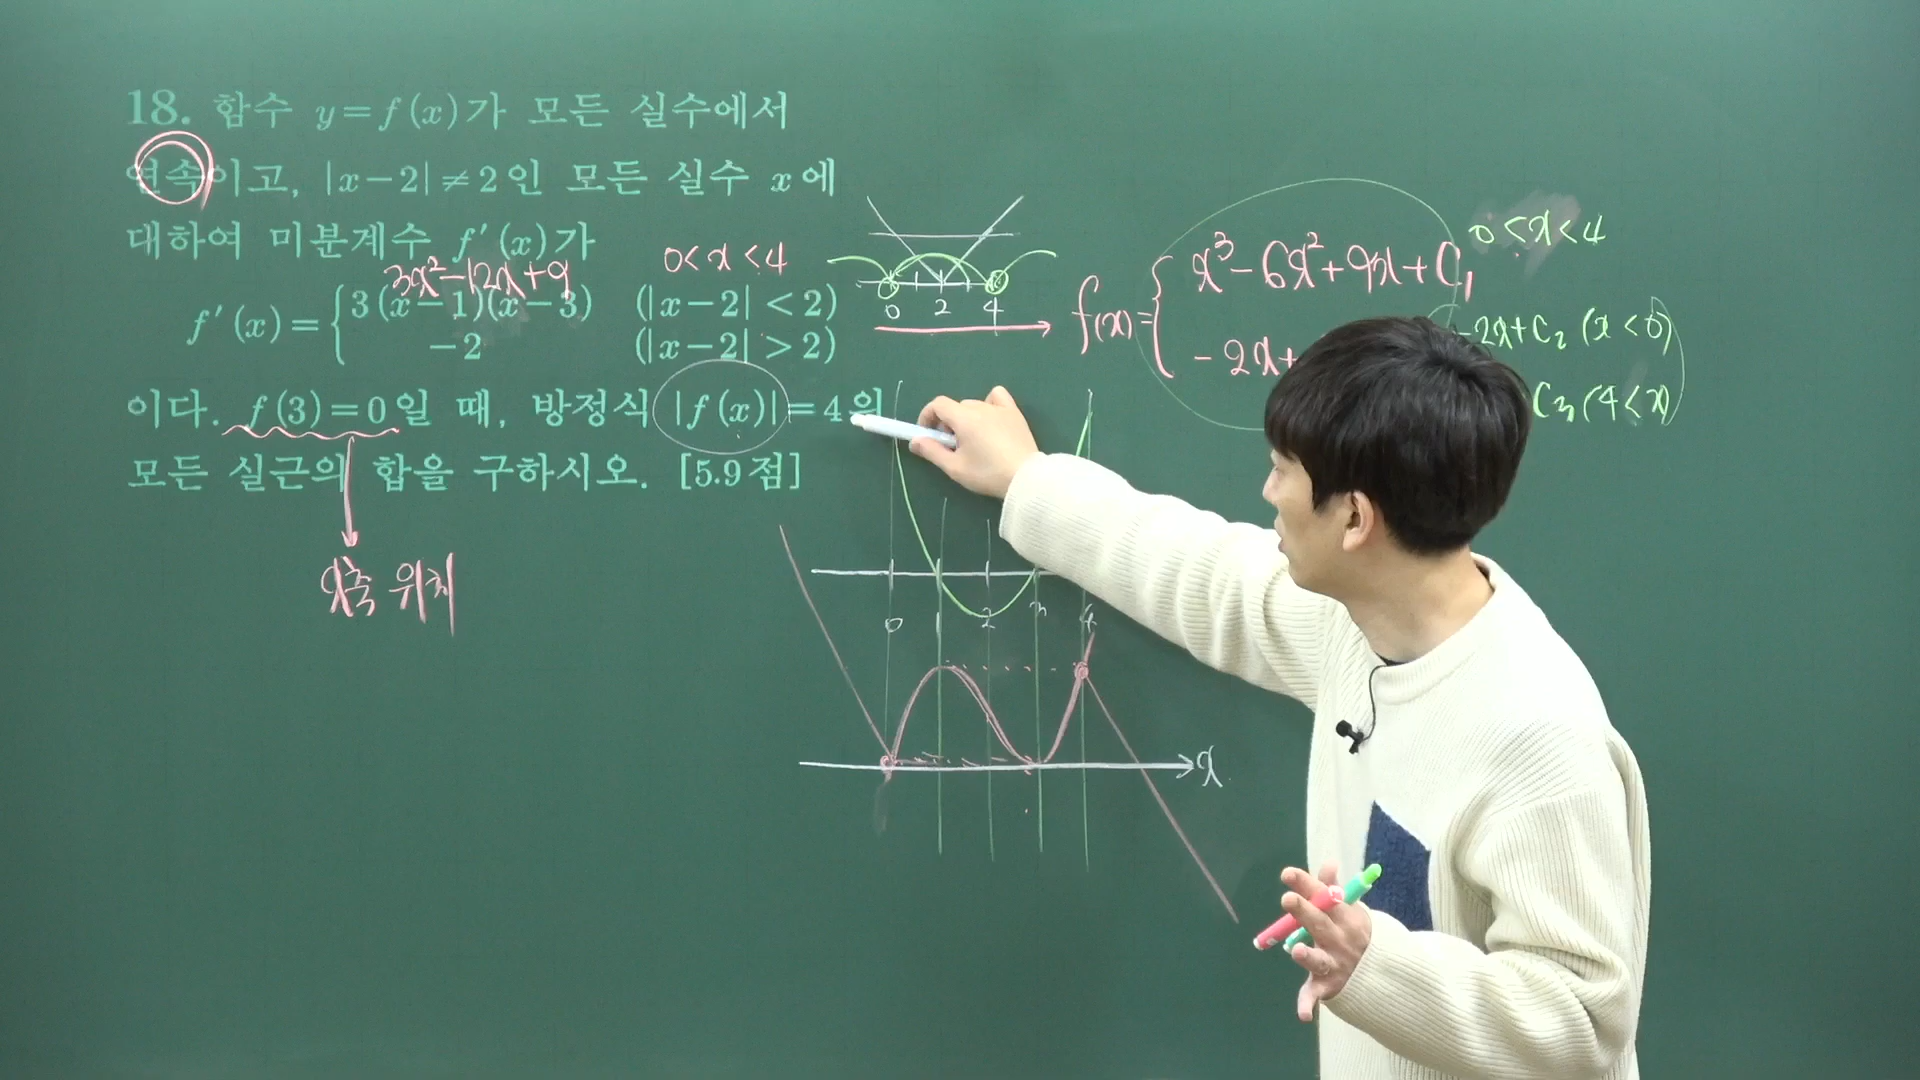 18. 함수 y=f(x)가 모든 실수에서
연속이고, |x-2|≠2인 모든 실수 x에
대하여 미분계수 f'(x)가
3x²-12x+9
0<x<4
f'(x)={3(x-1)(x-3) (|x-2|<2)
-2 (|x-2|>2)
이다. f(3)=0일 때, 방정식 |f(x)|=4의
모든 실근의 합을 구하시오. [5.9점]
x축 위치
0 2 4
f(x)={x³-6x²+9x+C₁ 0<x<4
-2x+
-2x+C₂ (x<0)
C₃ (4<x)
0 1 2 3 4
x